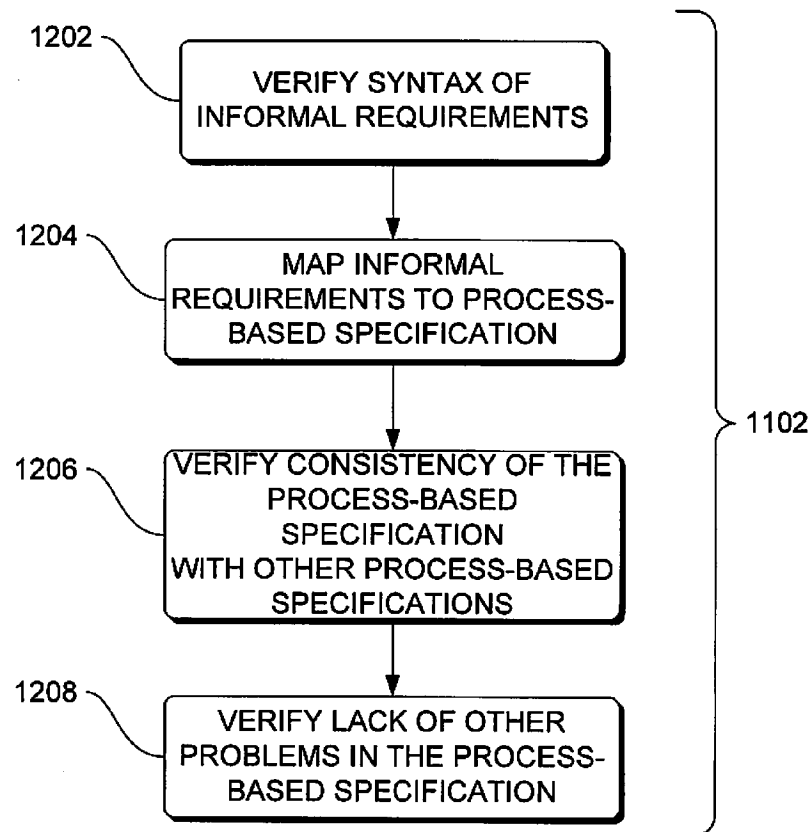 1202
VERIFY SYNTAX OF
INFORMAL REQUIREMENTS
1204
MAP INFORMAL
REQUIREMENTS TO PROCESS-
BASED SPECIFICATION
1102
1206
VERIFY CONSISTENCY OF THE
PROCESS-BASED
SPECIFICATION
WITH OTHER PROCESS-BASED
SPECIFICATIONS
1208
VERIFY LACK OF OTHER
PROBLEMS IN THE PROCESS-
BASED SPECIFICATION